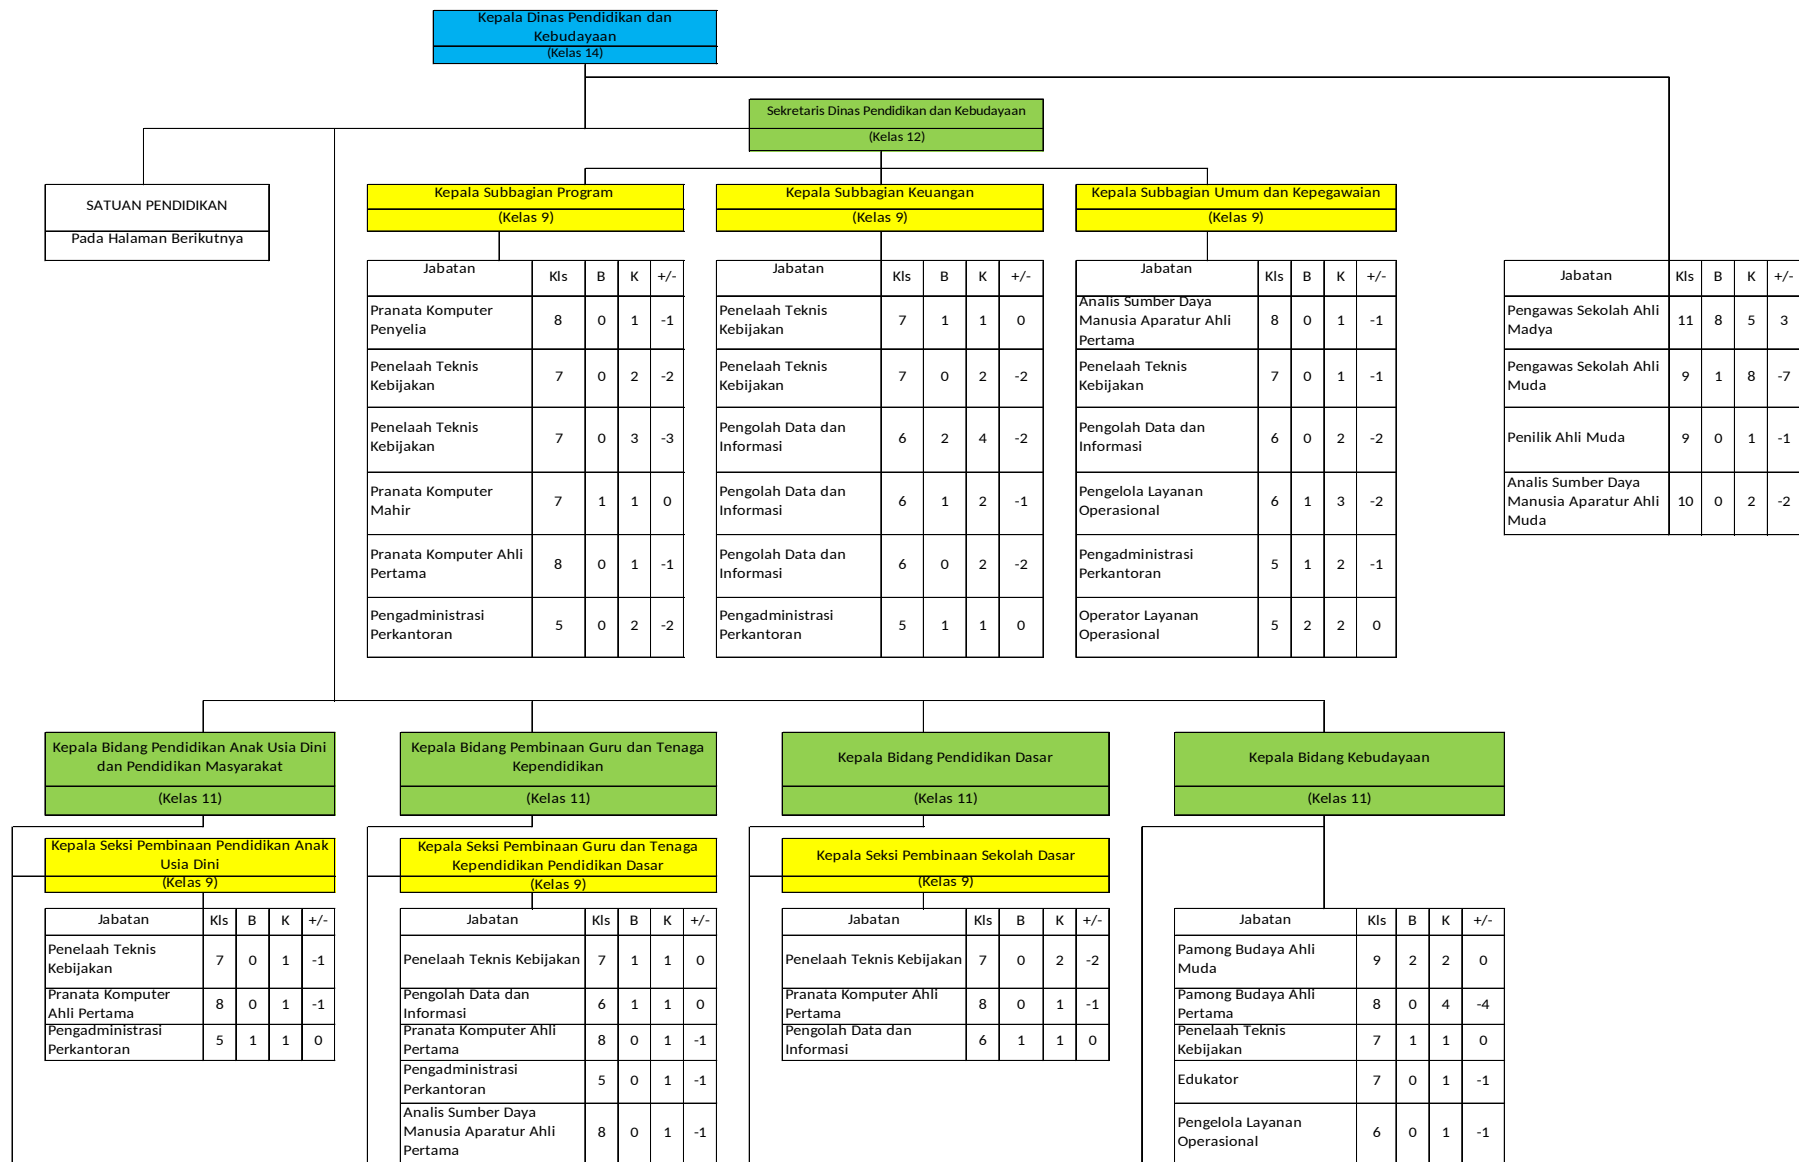 Kepala Dinas Pendidikan dan
Kebudayaan
(Kelas 14)
Sekretaris Dinas Pendidikan dan Kebudayaan
(Kelas 12)
SATUAN PENDIDIKAN
Pada Halaman Berikutnya
Kepala Subbagian Program
(Kelas 9)
Jabatan Kls B K +/-
Pranata Komputer
Penyelia 8 0 1 -1
Penelaah Teknis
Kebijakan 7 0 2 -2
Penelaah Teknis
Kebijakan 7 0 3 -3
Pranata Komputer
Mahir 7 1 1 0
Pranata Komputer Ahli
Pertama 8 0 1 -1
Pengadministrasi
Perkantoran 5 0 2 -2
Kepala Subbagian Keuangan
(Kelas 9)
Jabatan Kls B K +/-
Penelaah Teknis
Kebijakan 7 1 1 0
Penelaah Teknis
Kebijakan 7 0 2 -2
Pengolah Data dan
Informasi 6 2 4 -2
Pengolah Data dan
Informasi 6 1 2 -1
Pengolah Data dan
Informasi 6 0 2 -2
Pengadministrasi
Perkantoran 5 1 1 0
Kepala Subbagian Umum dan Kepegawaian
(Kelas 9)
Jabatan Kls B K +/-
Analis Sumber Daya
Manusia Aparatur Ahli
Pertama 8 0 1 -1
Penelaah Teknis
Kebijakan 7 0 1 -1
Pengolah Data dan
Informasi 6 0 2 -2
Pengelola Layanan
Operasional 6 1 3 -2
Pengadministrasi
Perkantoran 5 1 2 -1
Operator Layanan
Operasional 5 2 2 0
Jabatan Kls B K +/-
Pengawas Sekolah Ahli
Madya 11 8 5 3
Pengawas Sekolah Ahli
Muda 9 1 8 -7
Penilik Ahli Muda 9 0 1 -1
Analis Sumber Daya
Manusia Aparatur Ahli
Muda 10 0 2 -2
Kepala Bidang Pendidikan Anak Usia Dini
dan Pendidikan Masyarakat
(Kelas 11)
Kepala Seksi Pembinaan Pendidikan Anak
Usia Dini
(Kelas 9)
Jabatan Kls B K +/-
Penelaah Teknis
Kebijakan 7 0 1 -1
Pranata Komputer
Ahli Pertama 8 0 1 -1
Pengadministrasi
Perkantoran 5 1 1 0
Kepala Bidang Pembinaan Guru dan Tenaga
Kependidikan
(Kelas 11)
Kepala Seksi Pembinaan Guru dan Tenaga
Kependidikan Pendidikan Dasar
(Kelas 9)
Jabatan Kls B K +/-
Penelaah Teknis Kebijakan 7 1 1 0
Pengolah Data dan
Informasi 6 1 1 0
Pranata Komputer Ahli
Pertama 8 0 1 -1
Pengadministrasi
Perkantoran 5 0 1 -1
Analis Sumber Daya
Manusia Aparatur Ahli
Pertama 8 0 1 -1
Kepala Bidang Pendidikan Dasar
(Kelas 11)
Kepala Seksi Pembinaan Sekolah Dasar
(Kelas 9)
Jabatan Kls B K +/-
Penelaah Teknis Kebijakan 7 0 2 -2
Pranata Komputer Ahli
Pertama 8 0 1 -1
Pengolah Data dan
Informasi 6 1 1 0
Kepala Bidang Kebudayaan
(Kelas 11)
Jabatan Kls B K +/-
Pamong Budaya Ahli
Muda 9 2 2 0
Pamong Budaya Ahli
Pertama 8 0 4 -4
Penelaah Teknis
Kebijakan 7 1 1 0
Edukator 7 0 1 -1
Pengelola Layanan
Operasional 6 0 1 -1